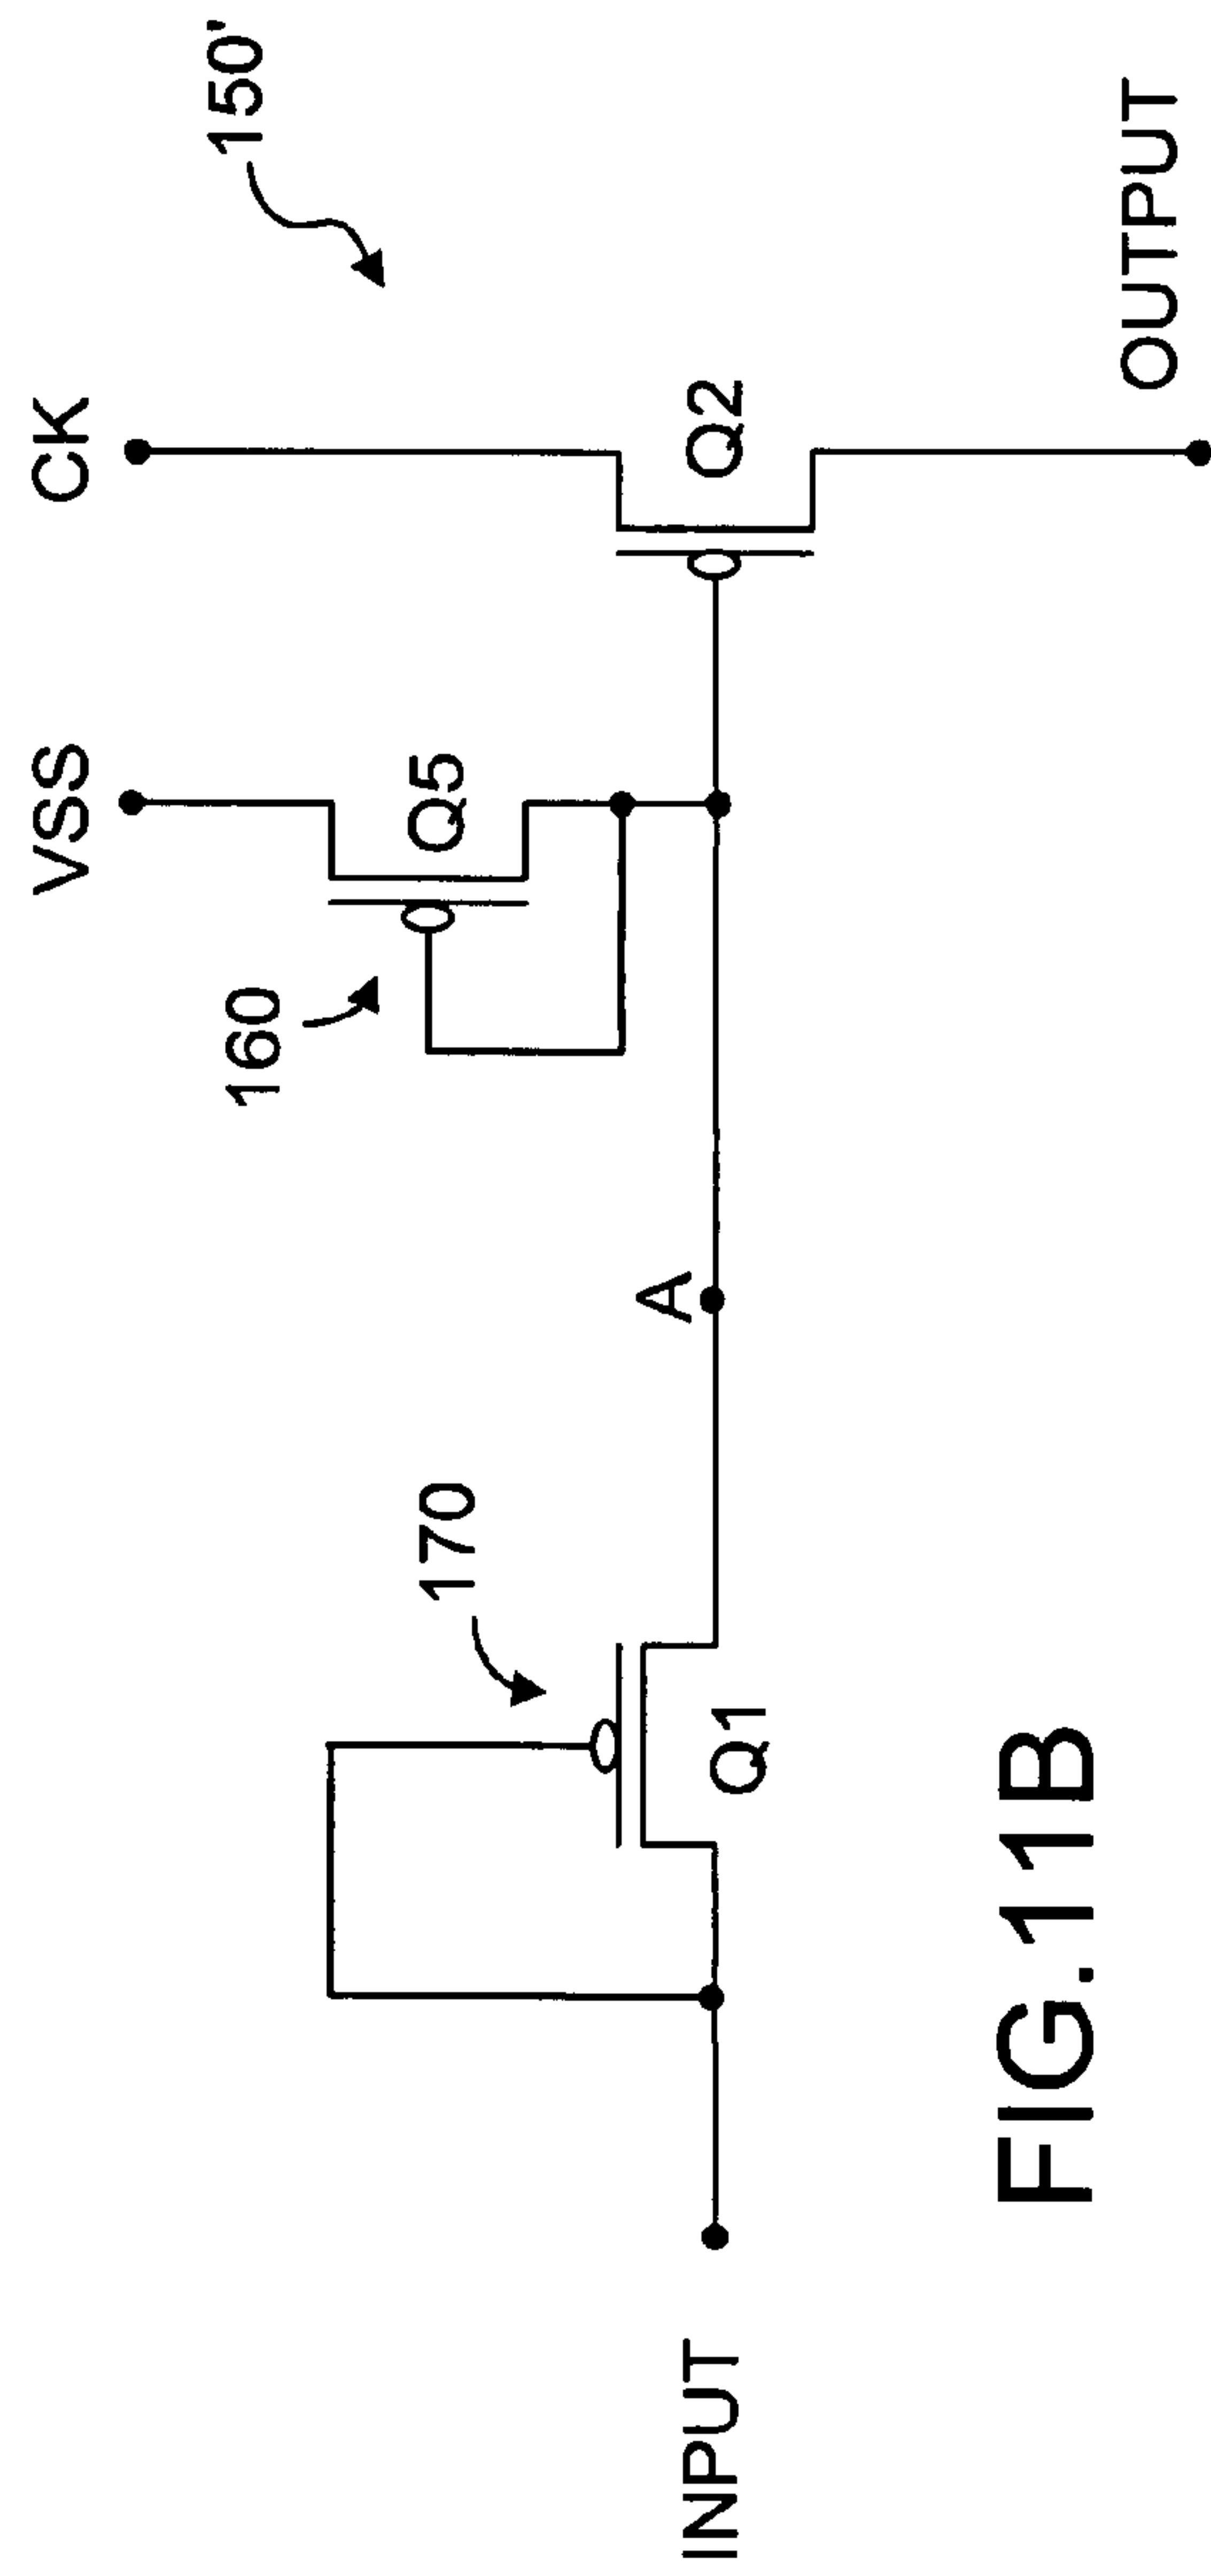 150'
CK
VSS
Q5
160
Q2
OUTPUT
A
170
Q1
INPUT
FIG.11B